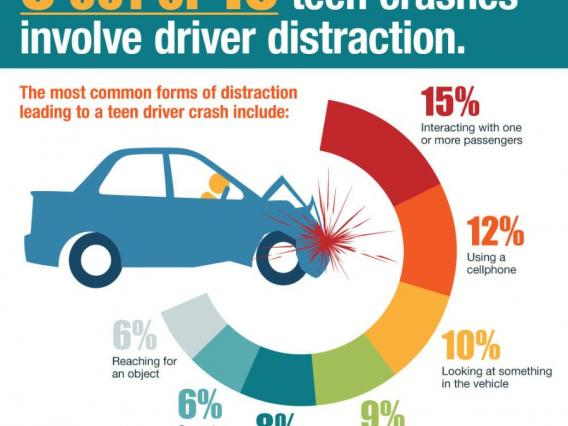 teen crashes
involve driver distraction.
The most common forms of distraction
leading to a teen driver crash include:
15%
Interacting with one
or more passengers
12%
Using a
cellphone
10%
Looking at something
in the vehicle
9%
8%
6%
6%
Reaching for
an object